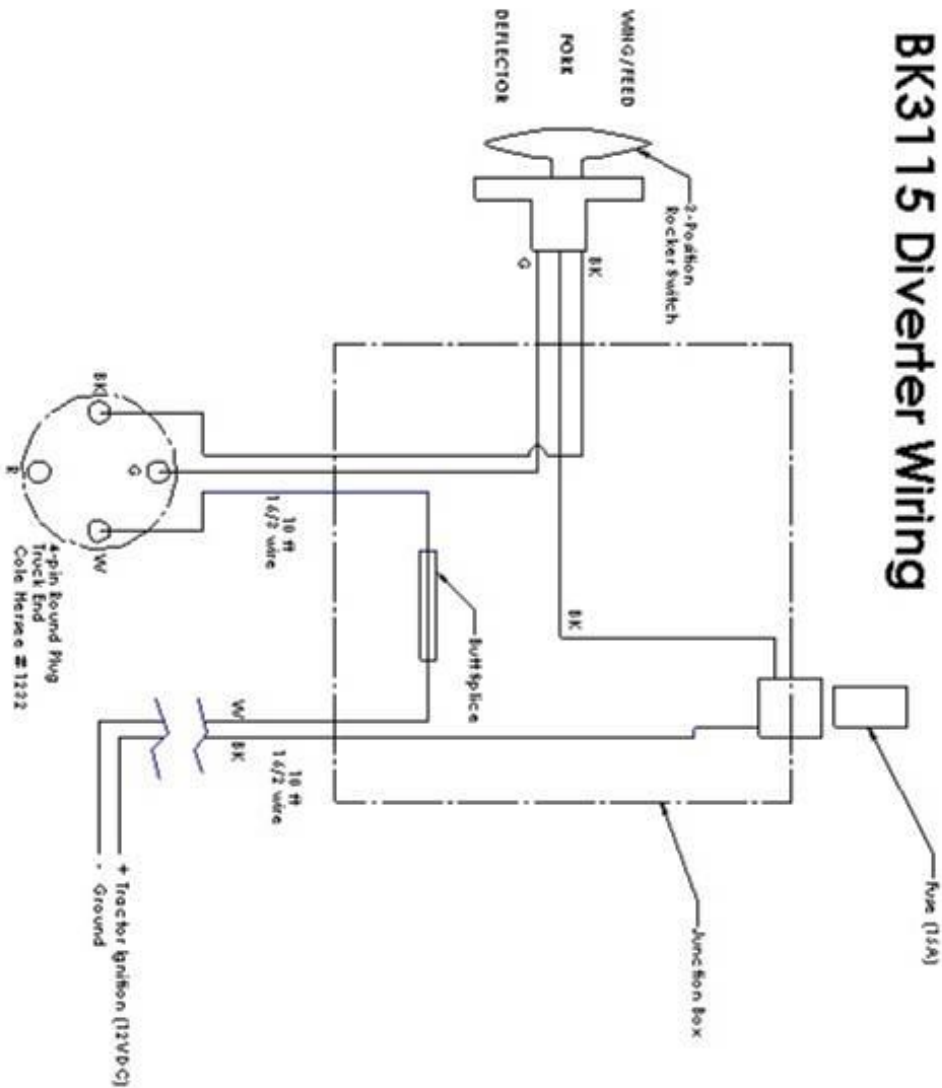 BK3115 Diverter Wiring
WING/FEED
FORK
DEFLECTOR
2-Position
Rocker Switch
BK
G
Fuse (15A)
Junction Box
BK
Butt Splice
BK
G
R
W
4-pin Round Plug
Truck End
Cole Hersee #1232
10 ft
16/2 wire
W
BK
10 ft
16/2 wire
+ Tractor Ignition (12VDC)
- Ground